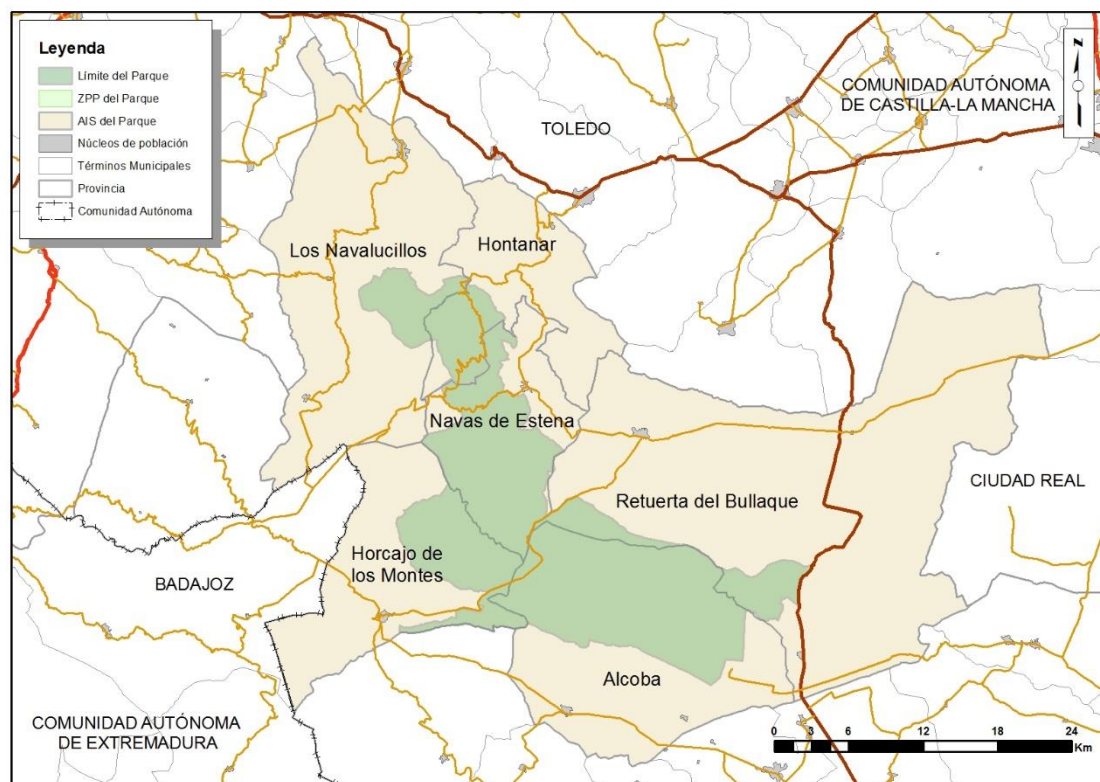 Leyenda
Límite del Parque
ZPP del Parque
AIS del Parque
Núcleos de población
Términos Municipales
Provincia
Comunidad Autónoma
N
COMUNIDAD AUTÓNOMA
DE CASTILLA-LA MANCHA
TOLEDO
Los Navalucillos
Hontanar
Navas de Estena
Retuerta del Bullaque
CIUDAD REAL
Horcajo de
los Montes
BADAJOZ
Alcoba
COMUNIDAD AUTÓNOMA
DE EXTREMADURA
0 3 6 12 18 24
Km